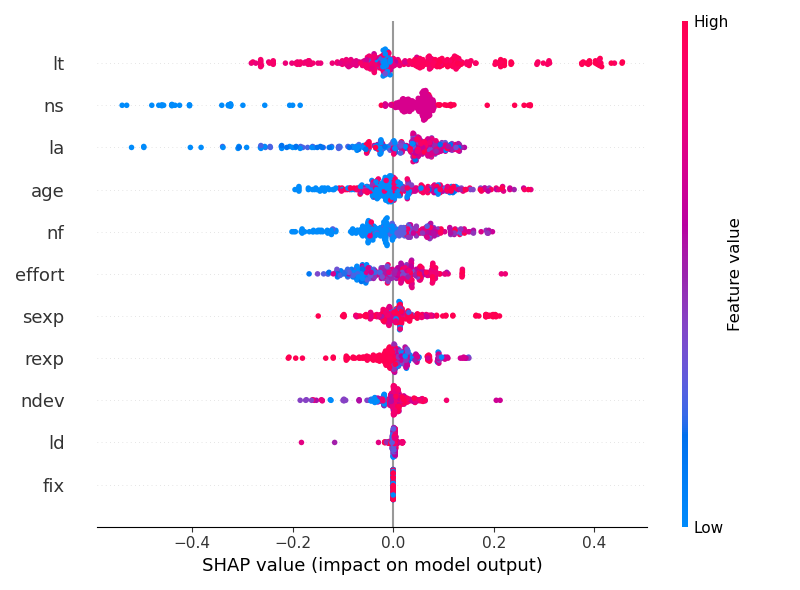 High
lt
ns
la
age
nf
effort
sexp
rexp
ndev
ld
fix
Feature value
Low
−0.4 −0.2 0.0 0.2 0.4
SHAP value (impact on model output)